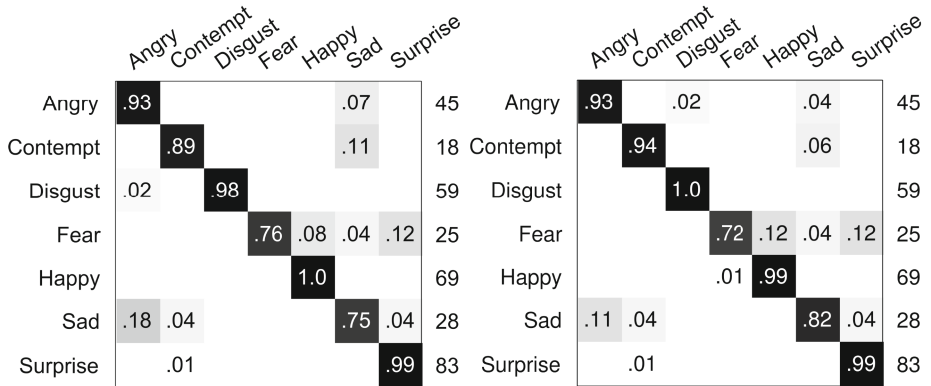 Angry Contempt Disgust Fear Happy Sad Surprise
Angry .93 .07 45
Contempt .89 .11 18
Disgust .02 .98 59
Fear .76 .08 .04 .12 25
Happy 1.0 69
Sad .18 .04 .75 .04 28
Surprise .01 .99 83
Angry Contempt Disgust Fear Happy Sad Surprise
Angry .93 .02 .04 45
Contempt .94 .06 18
Disgust 1.0 59
Fear .72 .12 .04 .12 25
Happy .01 .99 69
Sad .11 .04 .82 .04 28
Surprise .01 .99 83